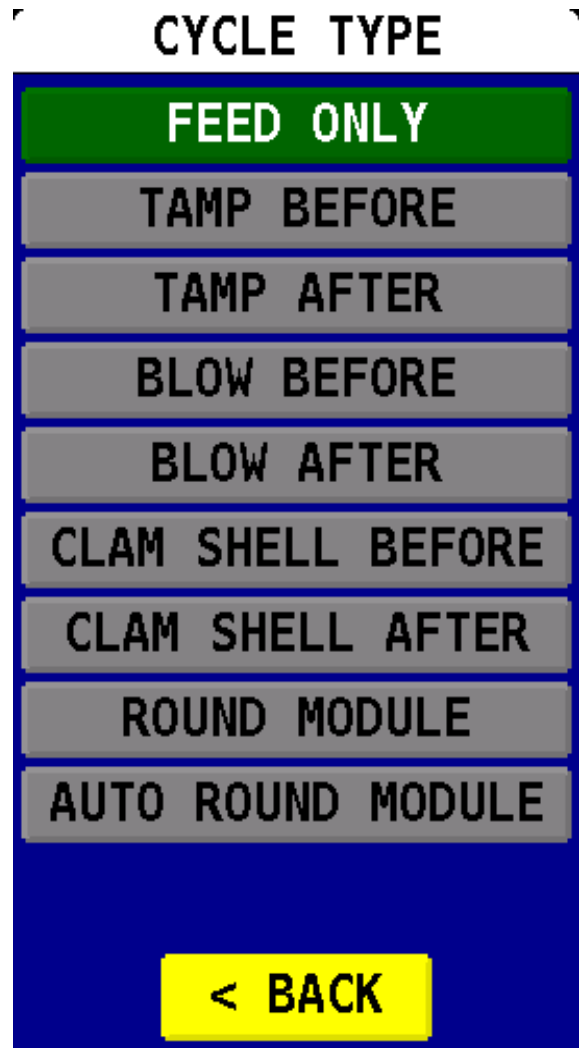 CYCLE TYPE
FEED ONLY
TAMP BEFORE
TAMP AFTER
BLOW BEFORE
BLOW AFTER
CLAM SHELL BEFORE
CLAM SHELL AFTER
ROUND MODULE
AUTO ROUND MODULE
< BACK